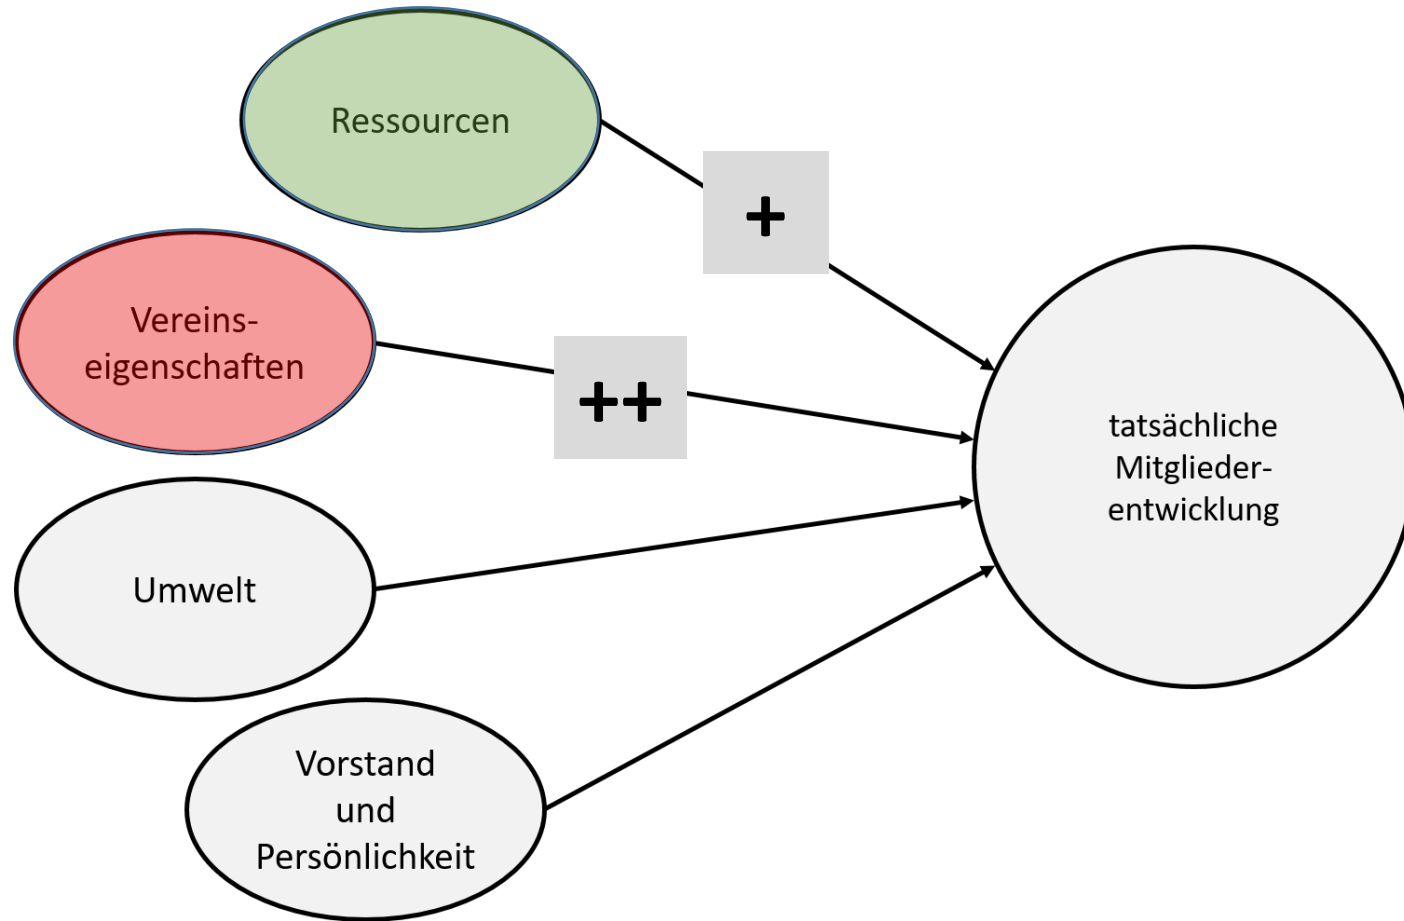 Ressourcen
+
Vereins-
eigenschaften
++
tatsächliche
Mitglieder-
entwicklung
Umwelt
Vorstand
und
Persönlichkeit